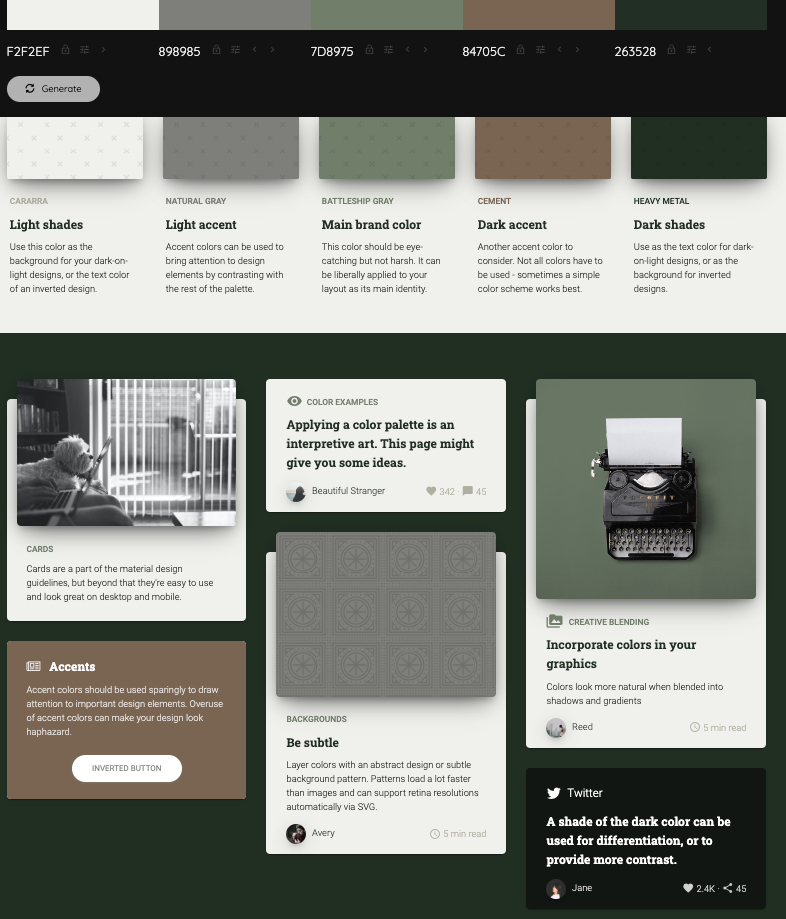 F2F2EF
898985
7D8975
84705C
263528
Generate
CARARRA
Light shades
Use this color as the
background for your dark-on-
light designs, or the text color
of an inverted design.
NATURAL GRAY
Light accent
Accent colors can be used to
bring attention to design
elements by contrasting with
the rest of the palette.
BATTLESHIP GRAY
Main brand color
This color should be eye-
catching but not harsh. It can
be liberally applied to your
layout as its main identity.
CEMENT
Dark accent
Another accent color to
consider. Not all colors have to
be used - sometimes a simple
color scheme works best.
HEAVY METAL
Dark shades
Use as the text color for dark-
on-light designs, or as the
background for inverted
designs.
CARDS
Cards are a part of the material design
guidelines, but beyond that they're easy to use
and look great on desktop and mobile.
Accents
Accent colors should be used sparingly to draw
attention to important design elements. Overuse
of accent colors can make your design look
haphazard.
INVERTED BUTTON
COLOR EXAMPLES
Applying a color palette is an
interpretive art. This page might
give you some ideas.
Beautiful Stranger 342 · 45
BACKGROUNDS
Be subtle
Layer colors with an abstract design or subtle
background pattern. Patterns load a lot faster
than images and can support retina resolutions
automatically via SVG.
Avery 5 min read
CREATIVE BLENDING
Incorporate colors in your
graphics
Colors look more natural when blended into
shadows and gradients
Reed 5 min read
Twitter
A shade of the dark color can be
used for differentiation, or to
provide more contrast.
Jane 2.4K · 45